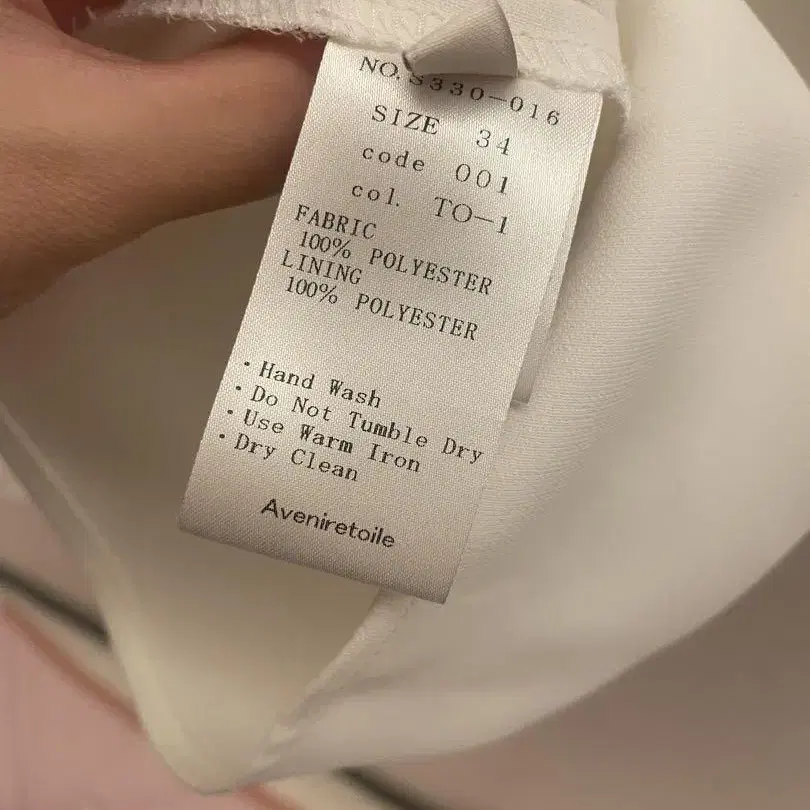 NO. S330-016
SIZE 34
code 001
col. TO-1
FABRIC
100% POLYESTER
LINING
100% POLYESTER
・Hand Wash
・Do Not Tumble Dry
・Use Warm Iron
・Dry Clean
Aveniretoile